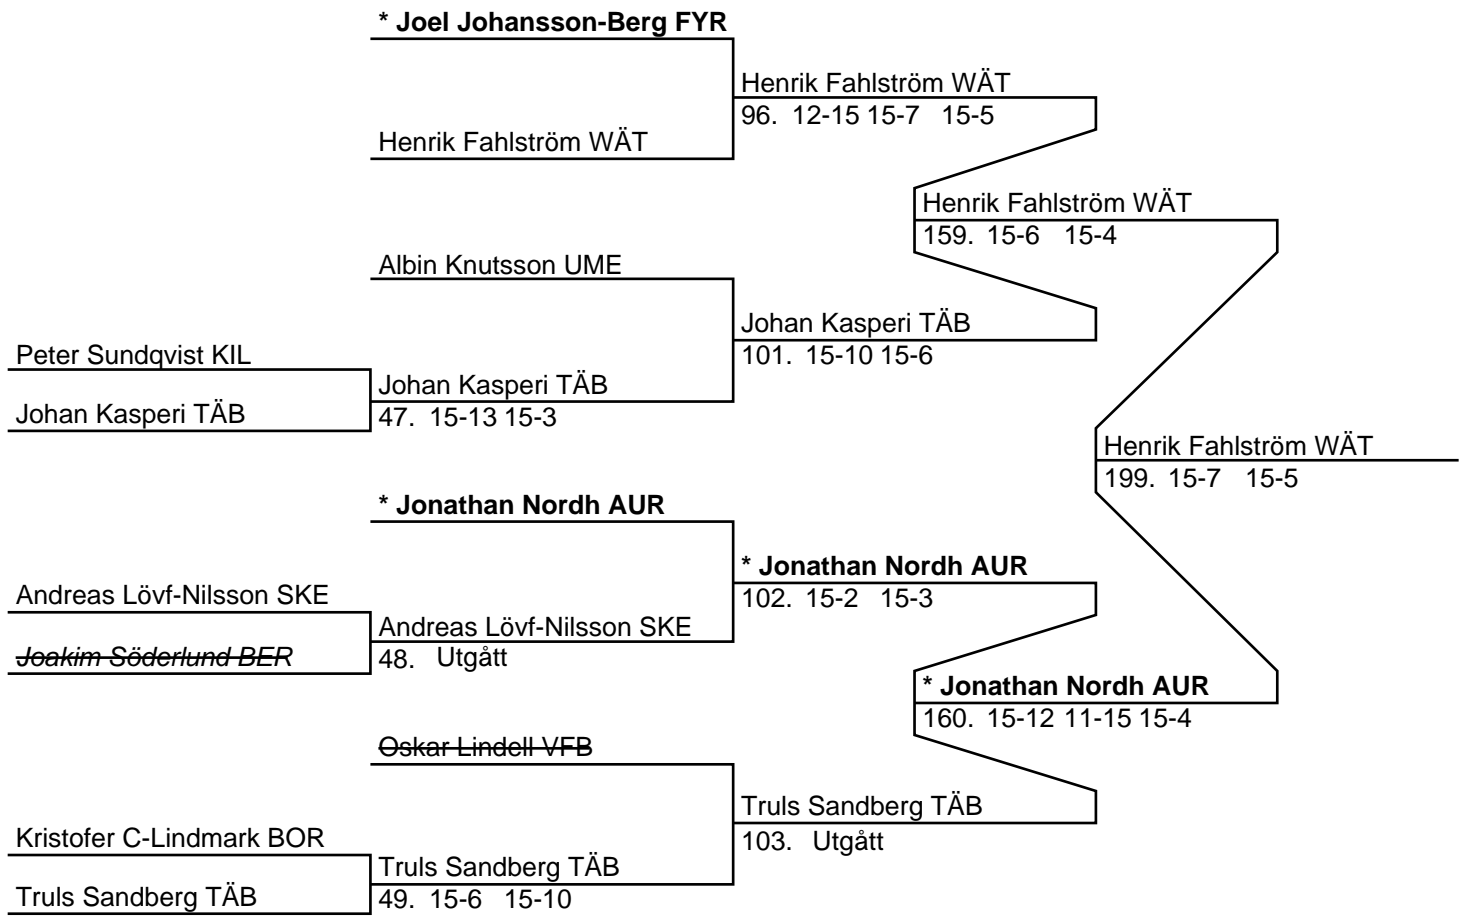 * Joel Johansson-Berg FYR
Henrik Fahlström WÄT
96. 12-15 15-7 15-5
Henrik Fahlström WÄT
Henrik Fahlström WÄT
159. 15-6 15-4
Albin Knutsson UME
Johan Kasperi TÄB
101. 15-10 15-6
Peter Sundqvist KIL
Johan Kasperi TÄB
47. 15-13 15-3
Johan Kasperi TÄB
Henrik Fahlström WÄT
199. 15-7 15-5
* Jonathan Nordh AUR
* Jonathan Nordh AUR
102. 15-2 15-3
Andreas Lövf-Nilsson SKE
Andreas Lövf-Nilsson SKE
48. Utgått
Joakim Söderlund BER
* Jonathan Nordh AUR
160. 15-12 11-15 15-4
Oskar Lindell VFB
Truls Sandberg TÄB
103. Utgått
Kristofer C-Lindmark BOR
Truls Sandberg TÄB
49. 15-6 15-10
Truls Sandberg TÄB